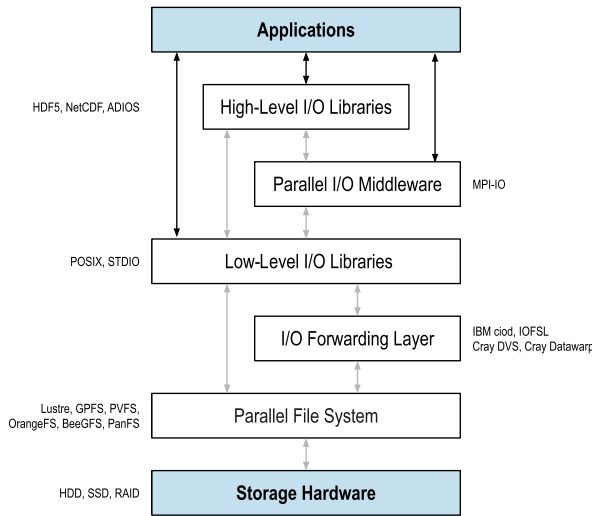 Applications
HDF5, NetCDF, ADIOS
High-Level I/O Libraries
Parallel I/O Middleware
MPI-IO
POSIX, STDIO
Low-Level I/O Libraries
I/O Forwarding Layer
IBM ciod, IOFSL
Cray DVS, Cray Datawarp
Lustre, GPFS, PVFS,
OrangeFS, BeeGFS, PanFS
Parallel File System
HDD, SSD, RAID
Storage Hardware